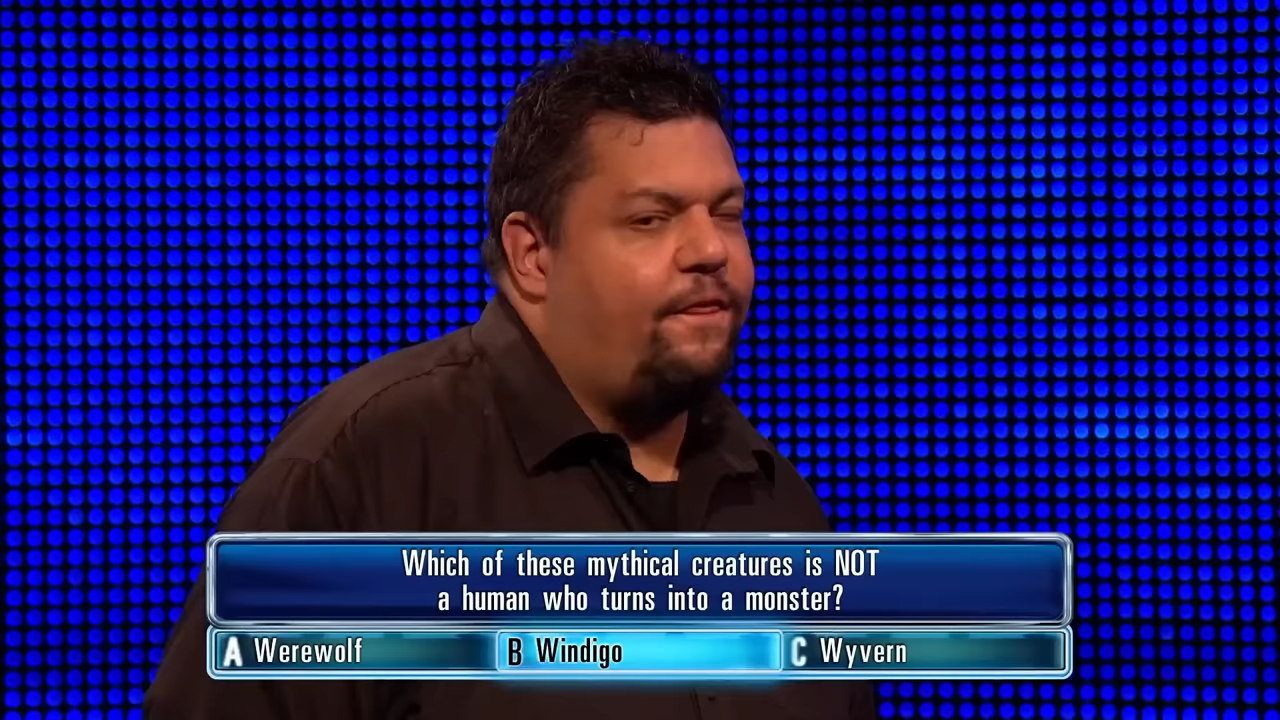 Which of these mythical creatures is NOT
a human who turns into a monster?
A Werewolf B Windigo C Wyvern